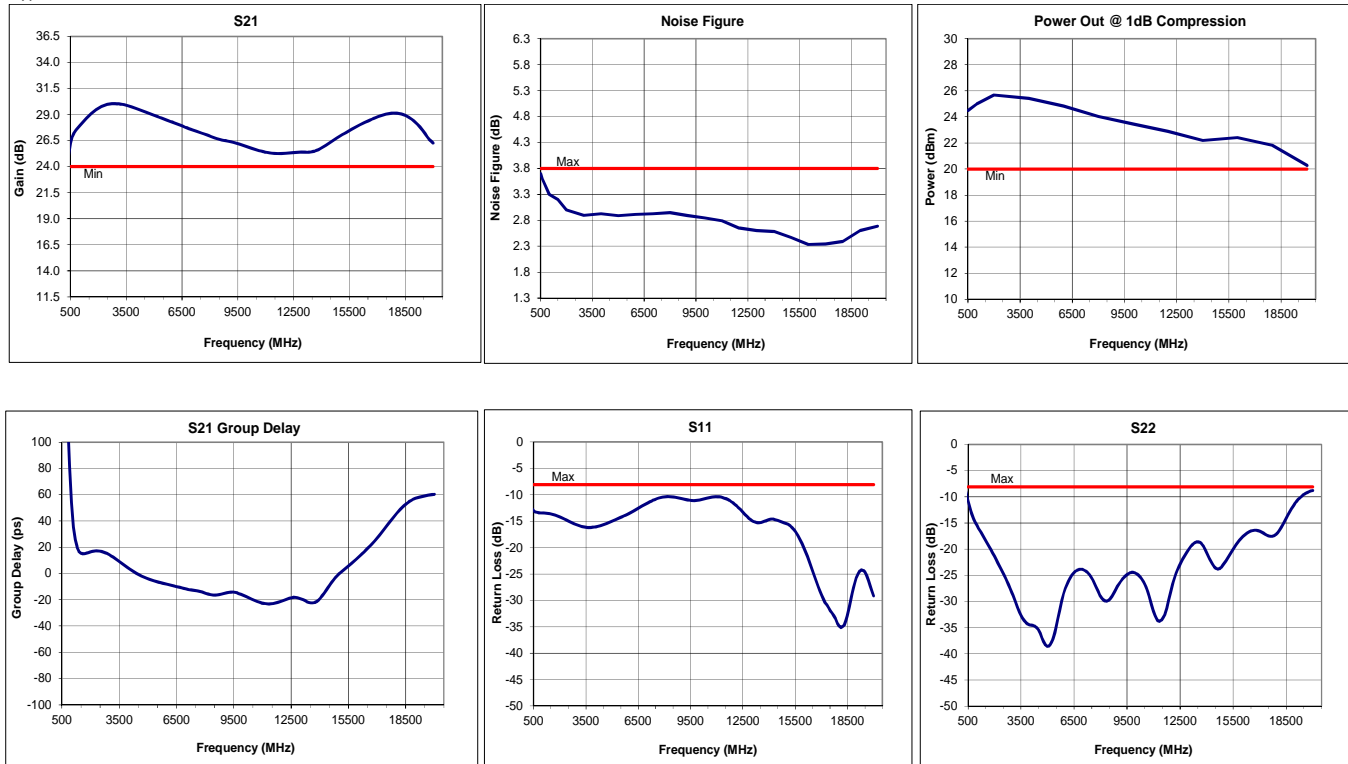 S21
36.5
34.0
31.5
29.0
26.5
24.0
21.5
19.0
16.5
14.0
11.5
Gain (dB)
Min
500 3500 6500 9500 12500 15500 18500
Frequency (MHz)
Noise Figure
6.3
5.8
5.3
4.8
4.3
3.8
3.3
2.8
2.3
1.8
1.3
Noise Figure (dB)
Max
500 3500 6500 9500 12500 15500 18500
Frequency (MHz)
Power Out @ 1dB Compression
30
28
26
24
22
20
18
16
14
12
10
Power (dBm)
Min
500 3500 6500 9500 12500 15500 18500
Frequency (MHz)
S21 Group Delay
100
80
60
40
20
0
-20
-40
-60
-80
-100
Group Delay (ps)
500 3500 6500 9500 12500 15500 18500
Frequency (MHz)
S11
0
-5
-10
-15
-20
-25
-30
-35
-40
-45
-50
Return Loss (dB)
Max
500 3500 6500 9500 12500 15500 18500
Frequency (MHz)
S22
0
-5
-10
-15
-20
-25
-30
-35
-40
-45
-50
Return Loss (dB)
Max
500 3500 6500 9500 12500 15500 18500
Frequency (MHz)